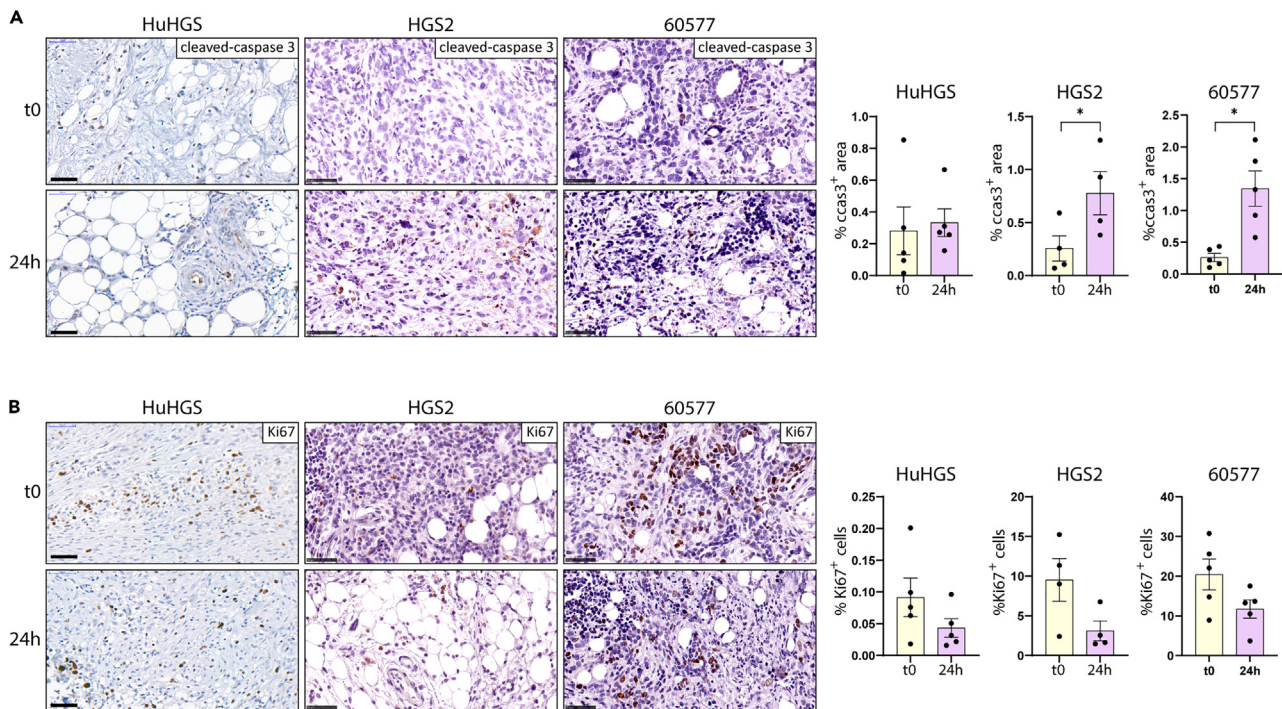 A
HuHGS
HGS2
60577
cleaved-caspase 3
cleaved-caspase 3
cleaved-caspase 3
t0
24h
HuHGS
% ccas3+ area
1.0
0.8
0.6
0.4
0.2
0.0
t0 24h
HGS2
*
% ccas3+ area
1.5
1.0
0.5
0.0
t0 24h
60577
*
%ccas3+ area
2.5
2.0
1.5
1.0
0.5
0.0
t0 24h
B
HuHGS
HGS2
60577
Ki67
Ki67
Ki67
t0
24h
HuHGS
% Ki67+ cells
0.25
0.20
0.15
0.10
0.05
0.00
t0 24h
HGS2
%Ki67+ cells
20
15
10
5
0
t0 24h
60577
%Ki67+ cells
40
30
20
10
0
t0 24h